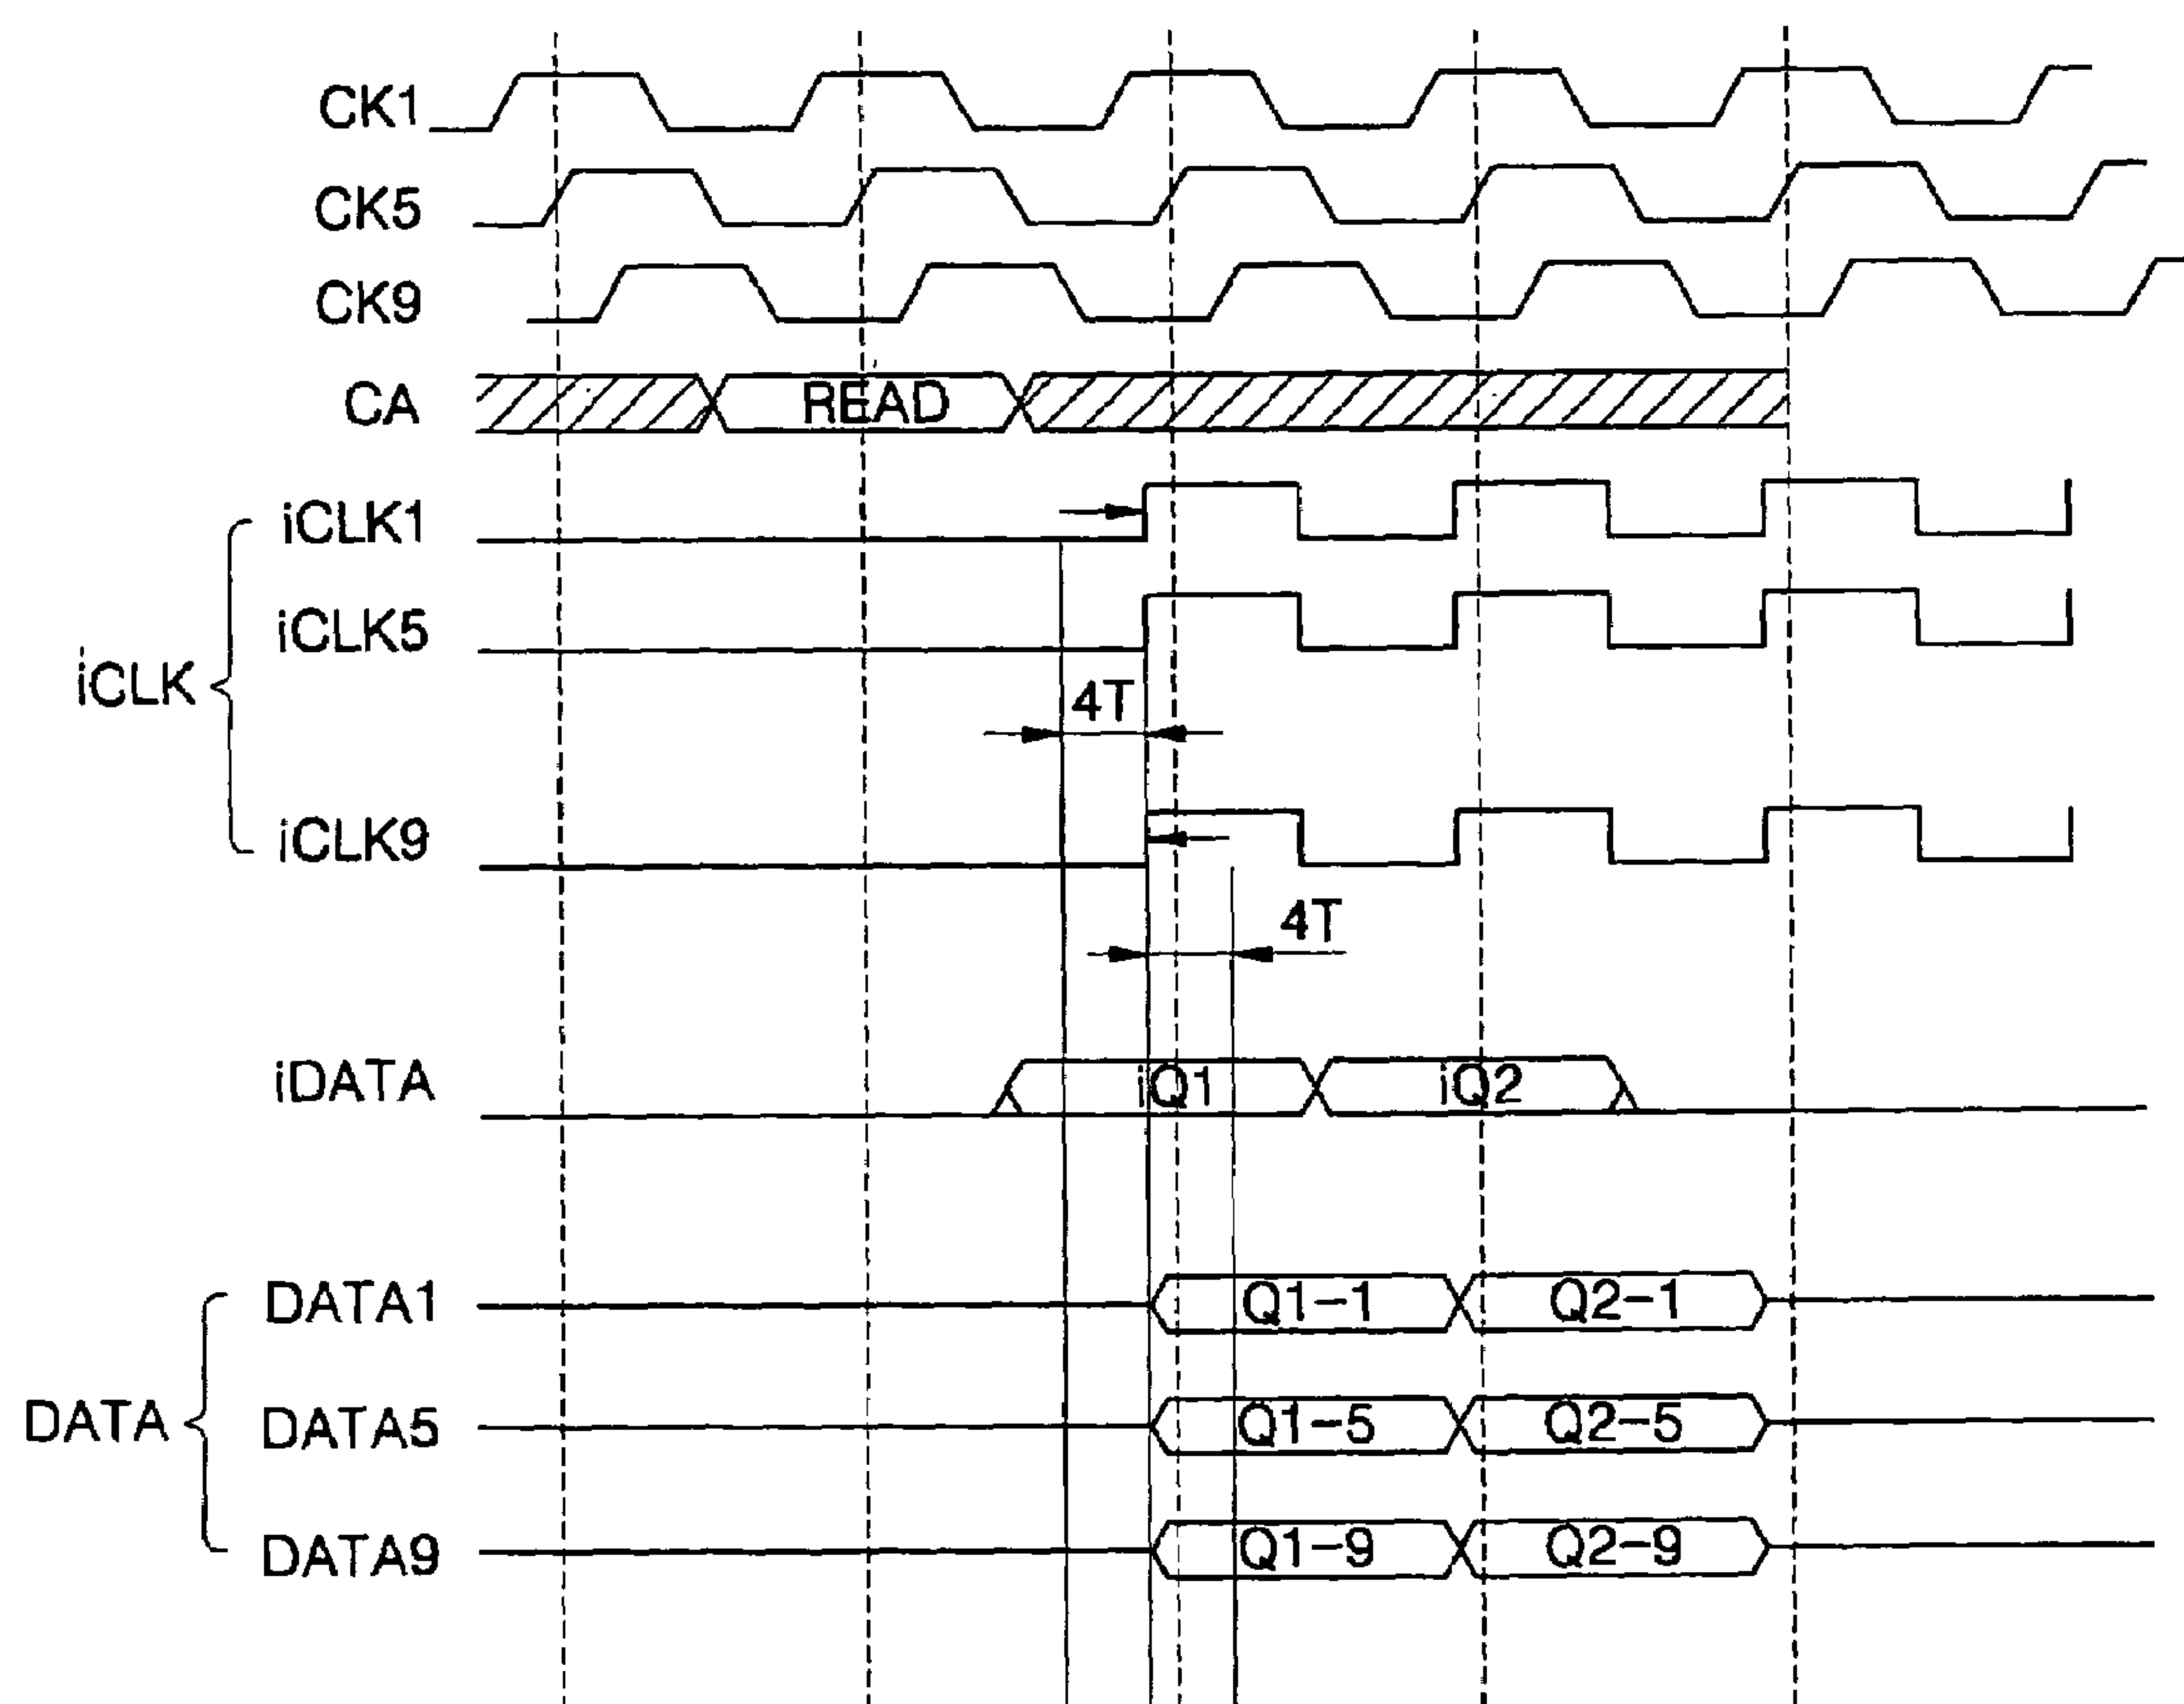 CK1
CK5
CK9
CA
READ
iCLK1
iCLK5
iCLK
4T
iCLK9
4T
iDATA
iQ1
iQ2
DATA1
Q1-1
Q2-1
DATA
DATA5
Q1-5
Q2-5
DATA9
Q1-9
Q2-9